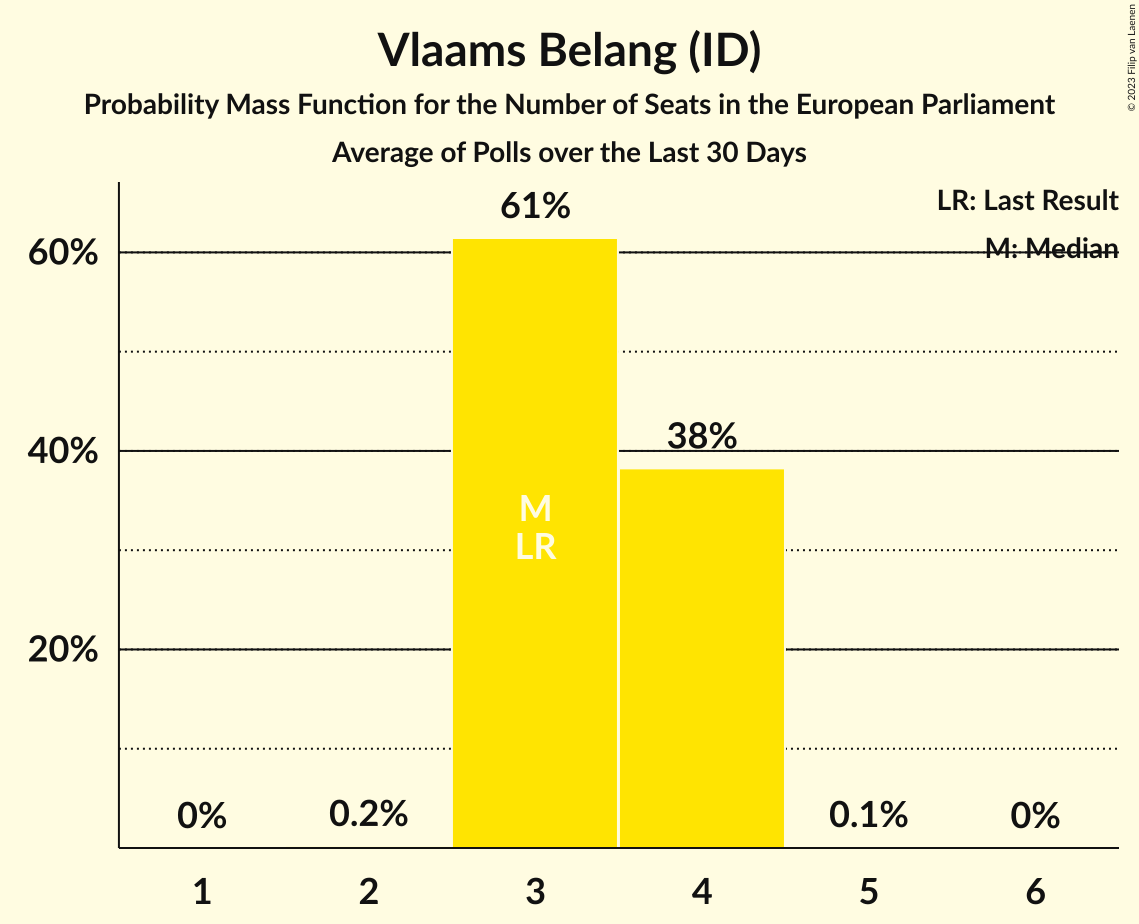 Vlaams Belang (ID)
Probability Mass Function for the Number of Seats in the European Parliament
Average of Polls over the Last 30 Days
© 2023 Filip van Laenen
LR: Last Result
M: Median
61%
60%
38%
40%
M
LR
20%
0%
0.2%
0.1%
0%
1
2
3
4
5
6